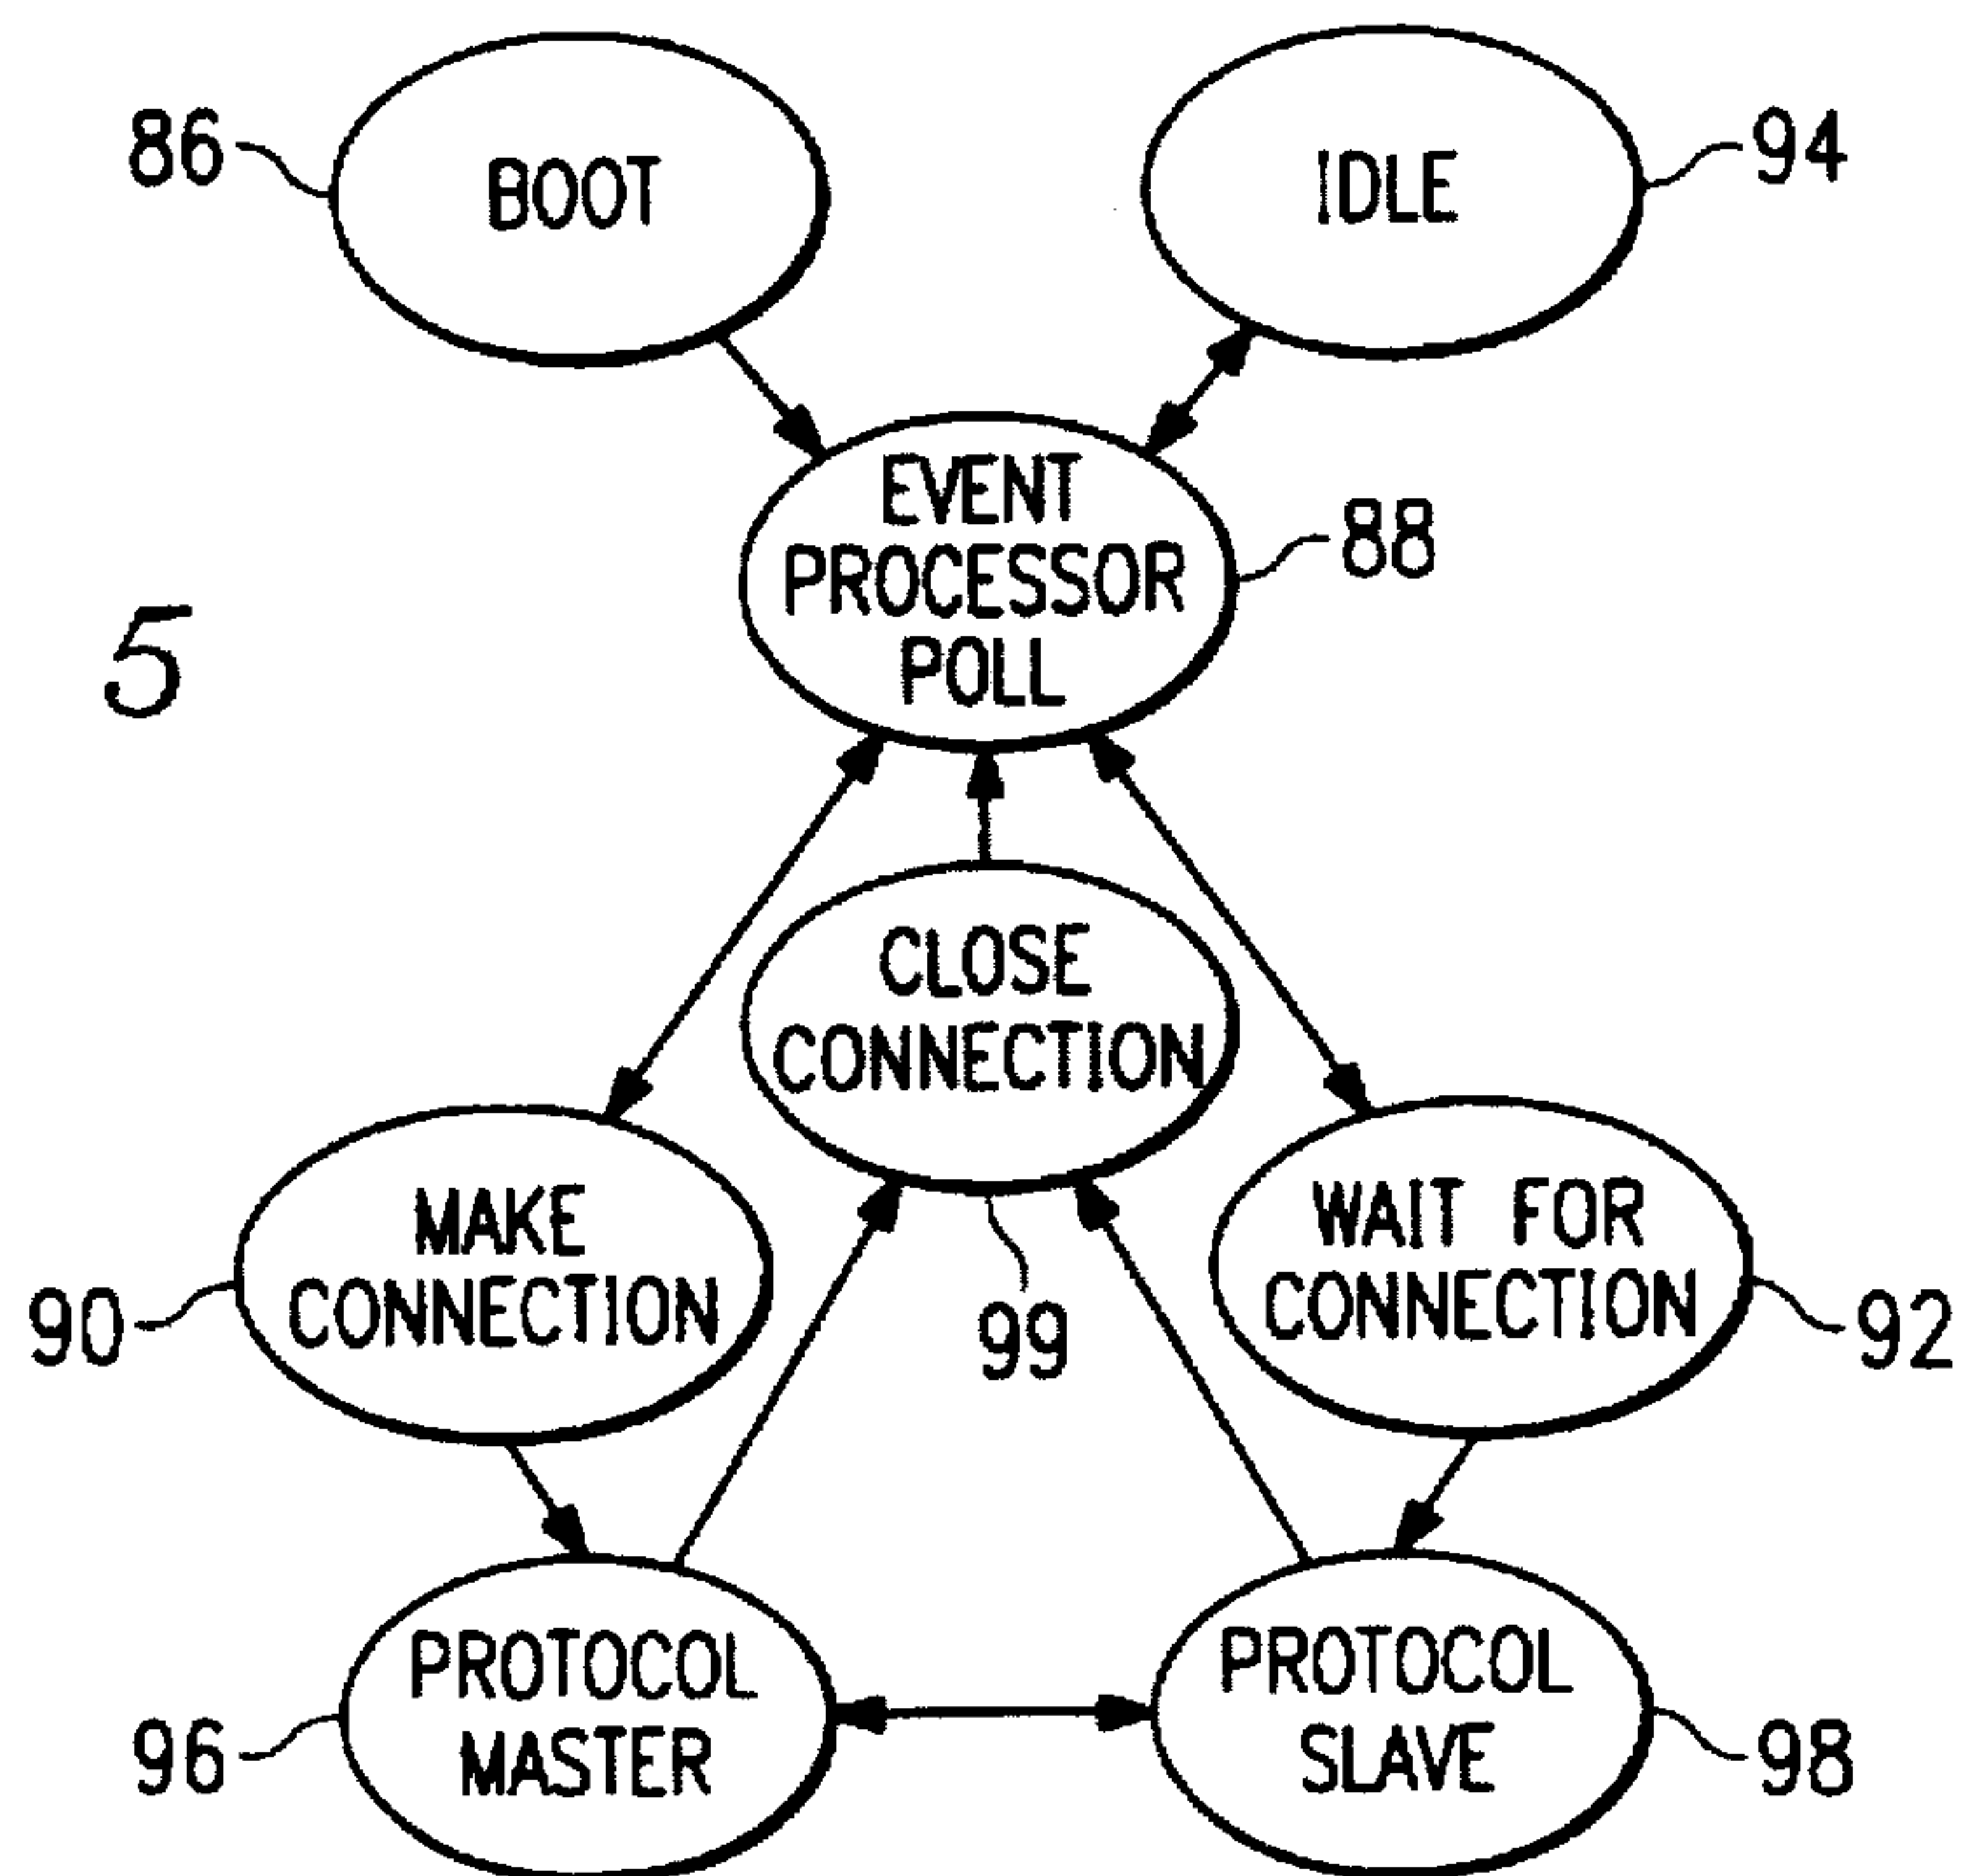 86
BOOT
IDLE
94
EVENT
PROCESSOR
POLL
88
5
CLOSE
CONNECTION
99
MAKE
CONNECTION
90
WAIT FOR
CONNECTION
92
PROTOCOL
MASTER
96
PROTOCOL
SLAVE
98